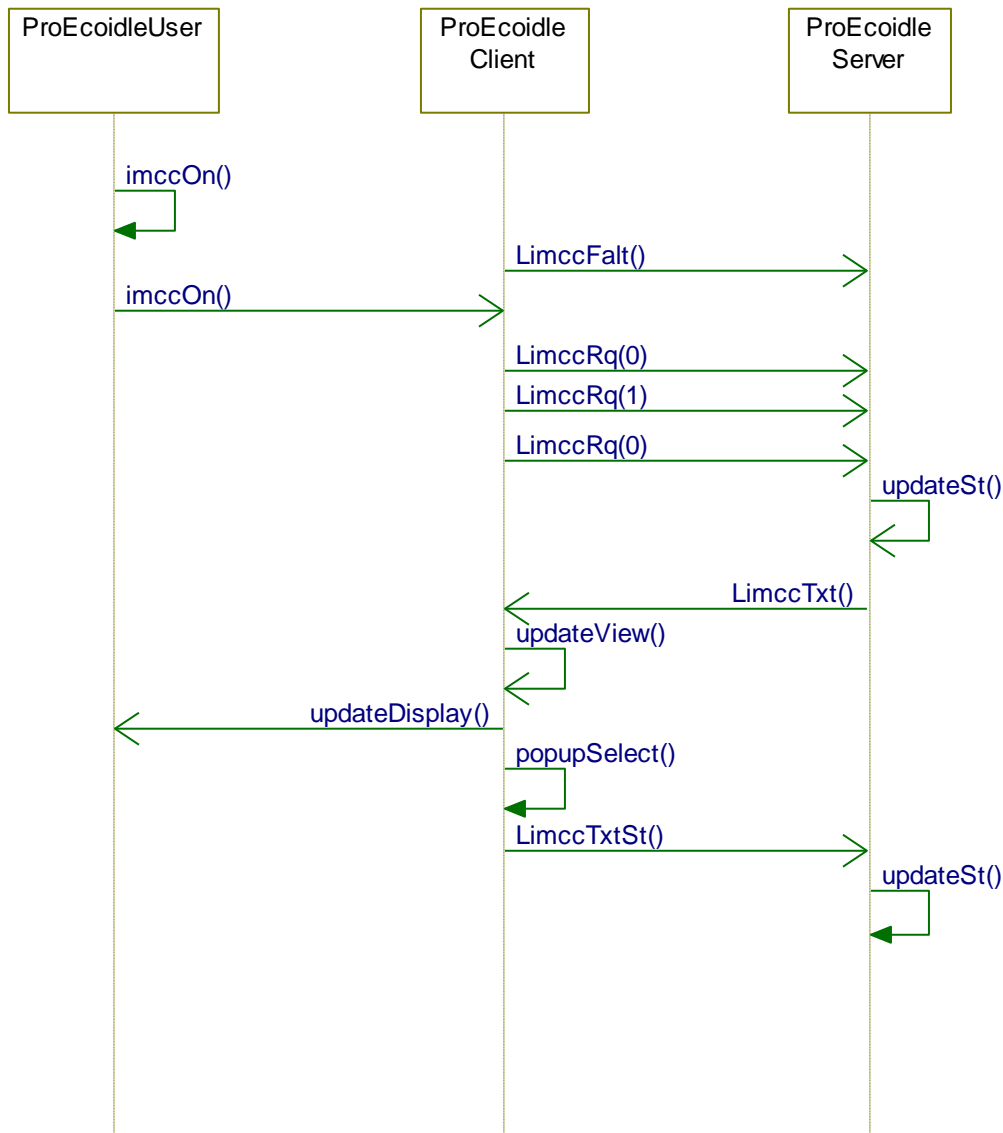 ProEcoidleUser
ProEcoidle
Client
ProEcoidle
Server
imccOn()
LimccFalt()
imccOn()
LimccRq(0)
LimccRq(1)
LimccRq(0)
updateSt()
LimccTxt()
updateView()
updateDisplay()
popupSelect()
LimccTxtSt()
updateSt()